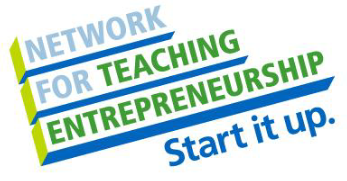 NETWORK
FOR TEACHING
ENTREPRENEURSHIP
Start it up.